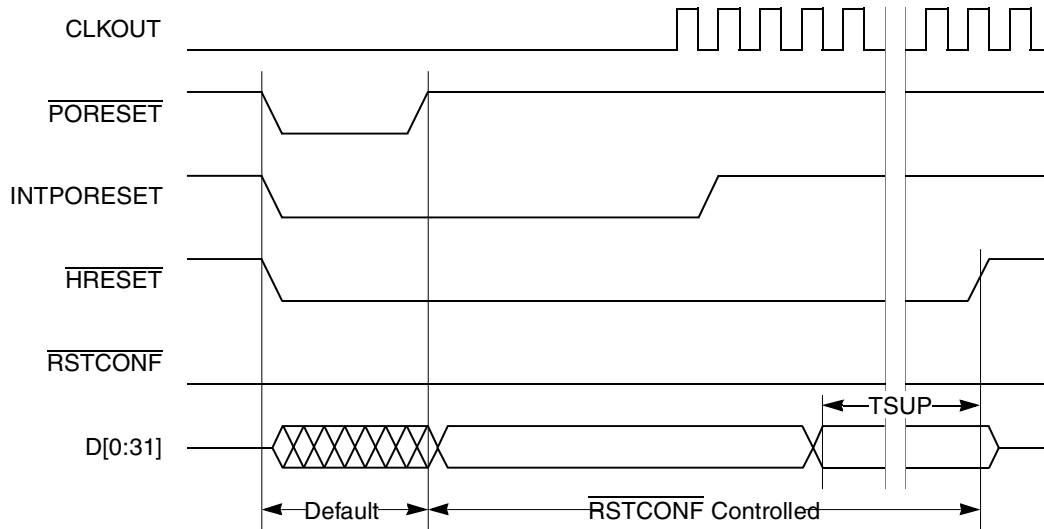 CLKOUT
PORESET
INTPORESET
HRESET
RSTCONF
TSUP
D[0:31]
Default
RSTCONF Controlled